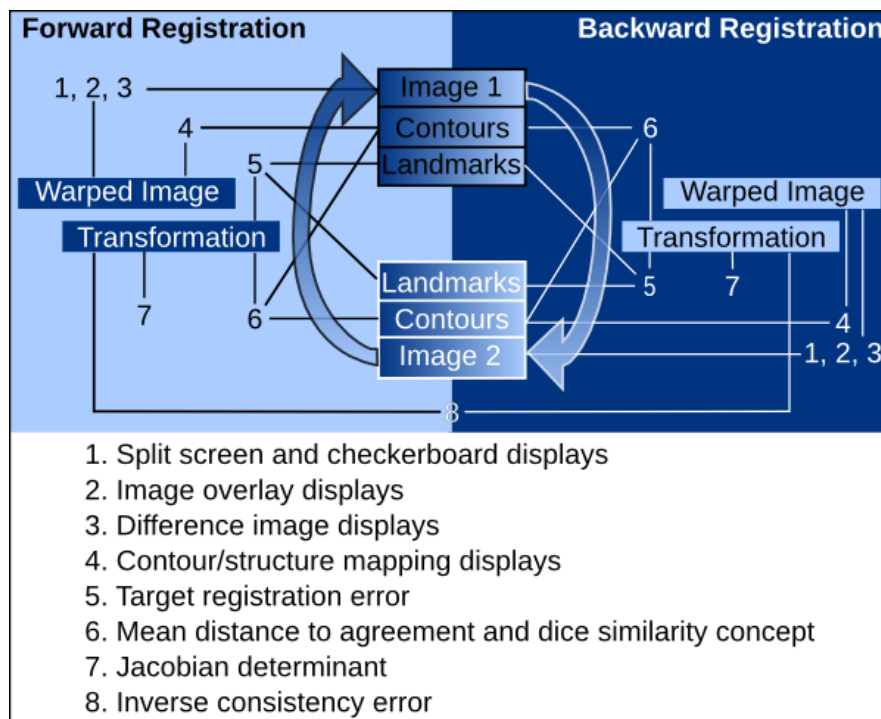 Forward Registration
Backward Registration
1, 2, 3
Image 1
4
Contours
6
5
Landmarks
Warped Image
Warped Image
Transformation
Transformation
Landmarks
5
7
7
6
Contours
4
Image 2
1, 2, 3
8
1. Split screen and checkerboard displays
2. Image overlay displays
3. Difference image displays
4. Contour/structure mapping displays
5. Target registration error
6. Mean distance to agreement and dice similarity concept
7. Jacobian determinant
8. Inverse consistency error